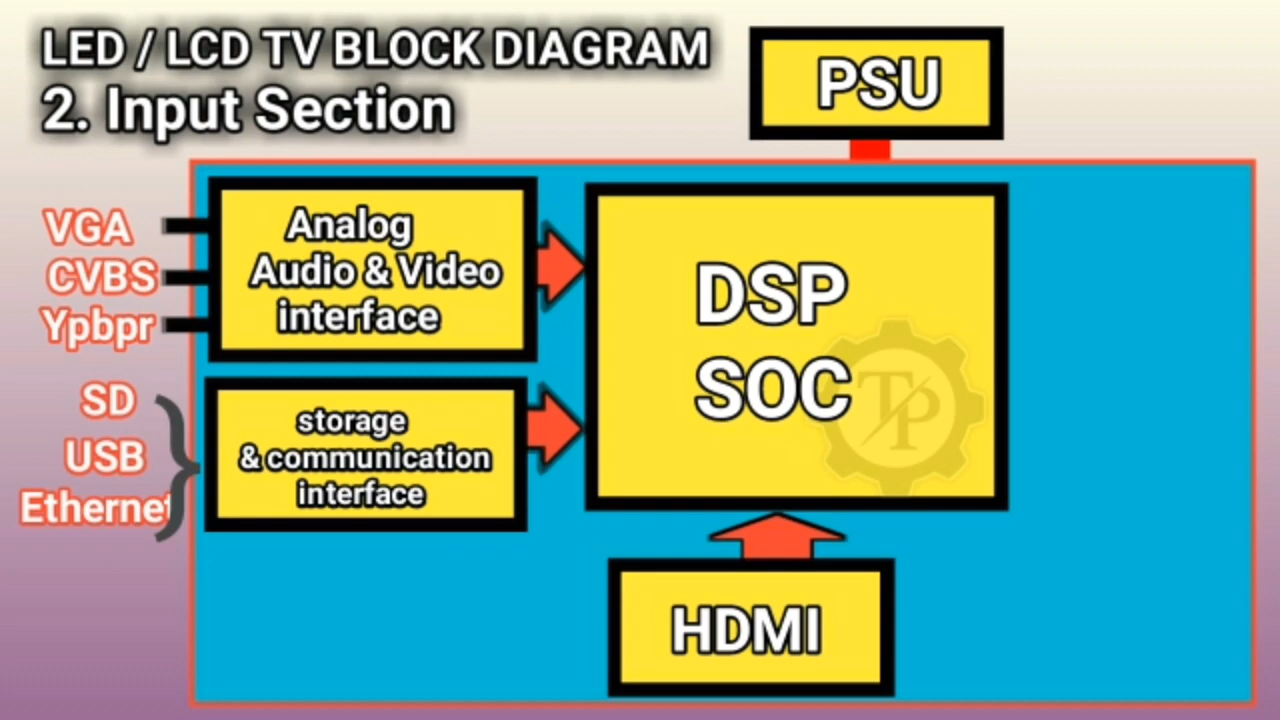 LED / LCD TV BLOCK DIAGRAM
2. Input Section
PSU
VGA
CVBS
Ypbpr
Analog
Audio & Video
interface
DSP
SOC
TP
SD
USB
Ethernet
storage
& communication
interface
HDMI